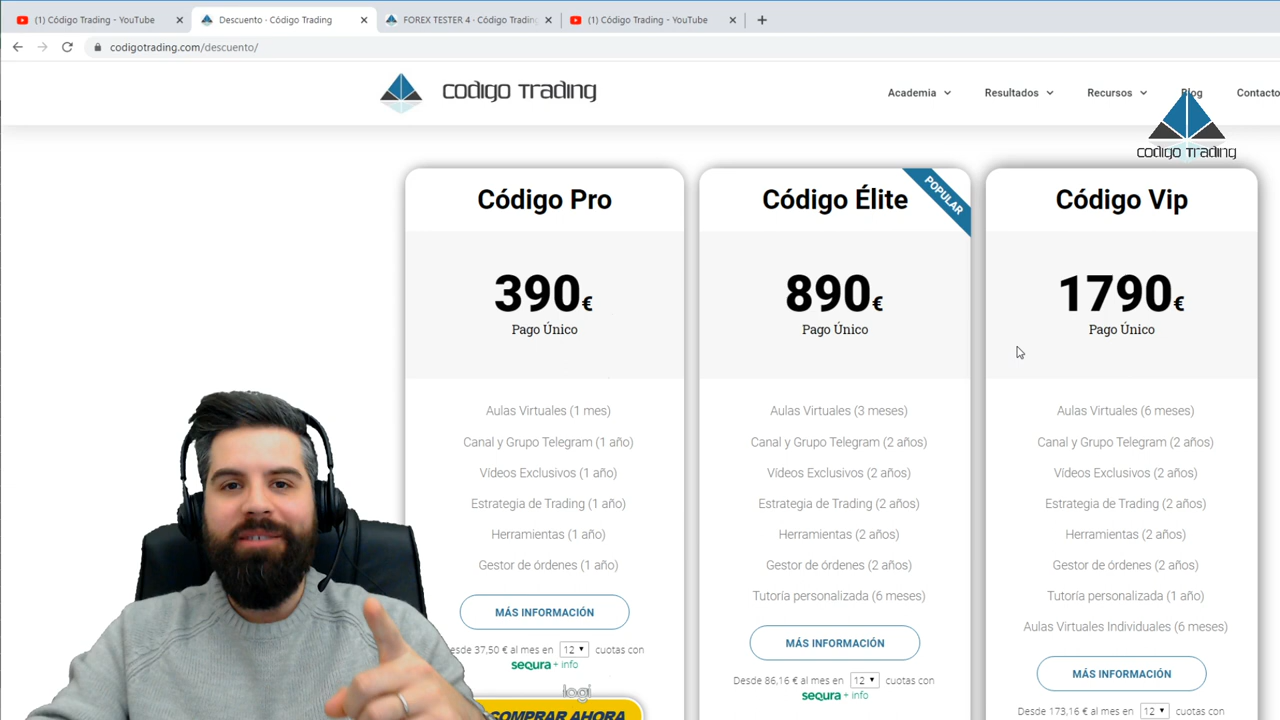 (1) Código Trading - YouTube
Descuento · Código Trading
FOREX TESTER 4 · Código Trading
(1) Código Trading - YouTube
codigotrading.com/descuento/
CODIGO TRADING
Academia
Resultados
Recursos
Blog
Contacto
CODIGO TRADING
Código Pro
390€
Pago Único
Aulas Virtuales (1 mes)
Canal y Grupo Telegram (1 año)
Vídeos Exclusivos (1 año)
Estrategia de Trading (1 año)
Herramientas (1 año)
Gestor de órdenes (1 año)
MÁS INFORMACIÓN
esde 37,50 € al mes en 12 cuotas con
seQura + info
COMPRAR AHORA
logi
Código Élite
POPULAR
890€
Pago Único
Aulas Virtuales (3 meses)
Canal y Grupo Telegram (2 años)
Vídeos Exclusivos (2 años)
Estrategia de Trading (2 años)
Herramientas (2 años)
Gestor de órdenes (2 años)
Tutoría personalizada (6 meses)
MÁS INFORMACIÓN
Desde 86,16 € al mes en 12 cuotas con
seQura + info
Código Vip
1790€
Pago Único
Aulas Virtuales (6 meses)
Canal y Grupo Telegram (2 años)
Vídeos Exclusivos (2 años)
Estrategia de Trading (2 años)
Herramientas (2 años)
Gestor de órdenes (2 años)
Tutoría personalizada (1 año)
Aulas Virtuales Individuales (6 meses)
MÁS INFORMACIÓN
Desde 173,16 € al mes en 12 cuotas con